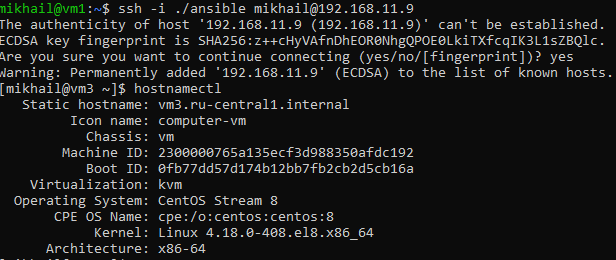 mikhail@vm1:~$ ssh -i ./ansible mikhail@192.168.11.9
The authenticity of host '192.168.11.9 (192.168.11.9)' can't be established.
ECDSA key fingerprint is SHA256:z++cHyVAfnDhEOR0NhgQPOE0LkiTXfcqIK3L1sZBQlc.
Are you sure you want to continue connecting (yes/no/[fingerprint])? yes
Warning: Permanently added '192.168.11.9' (ECDSA) to the list of known hosts.
[mikhail@vm3 ~]$ hostnamectl
   Static hostname: vm3.ru-central1.internal
         Icon name: computer-vm
           Chassis: vm
        Machine ID: 2300000765a135ecf3d988350afdc192
           Boot ID: 0fb77dd57d174b12bb7fb2cb2d5cb16a
    Virtualization: kvm
  Operating System: CentOS Stream 8
       CPE OS Name: cpe:/o:centos:centos:8
            Kernel: Linux 4.18.0-408.el8.x86_64
      Architecture: x86-64